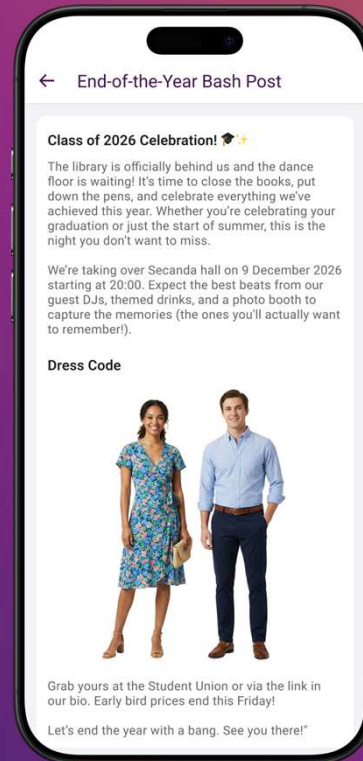 ← End-of-the-Year Bash Post
Class of 2026 Celebration! 🎓✨
The library is officially behind us and the dance
floor is waiting! It's time to close the books, put
down the pens, and celebrate everything we've
achieved this year. Whether you're celebrating your
graduation or just the start of summer, this is the
night you don't want to miss.
We're taking over Secanda hall on 9 December 2026
starting at 20:00. Expect the best beats from our
guest DJs, themed drinks, and a photo booth to
capture the memories (the ones you'll actually want
to remember!).
Dress Code
Grab yours at the Student Union or via the link in
our bio. Early bird prices end this Friday!
Let's end the year with a bang. See you there!"